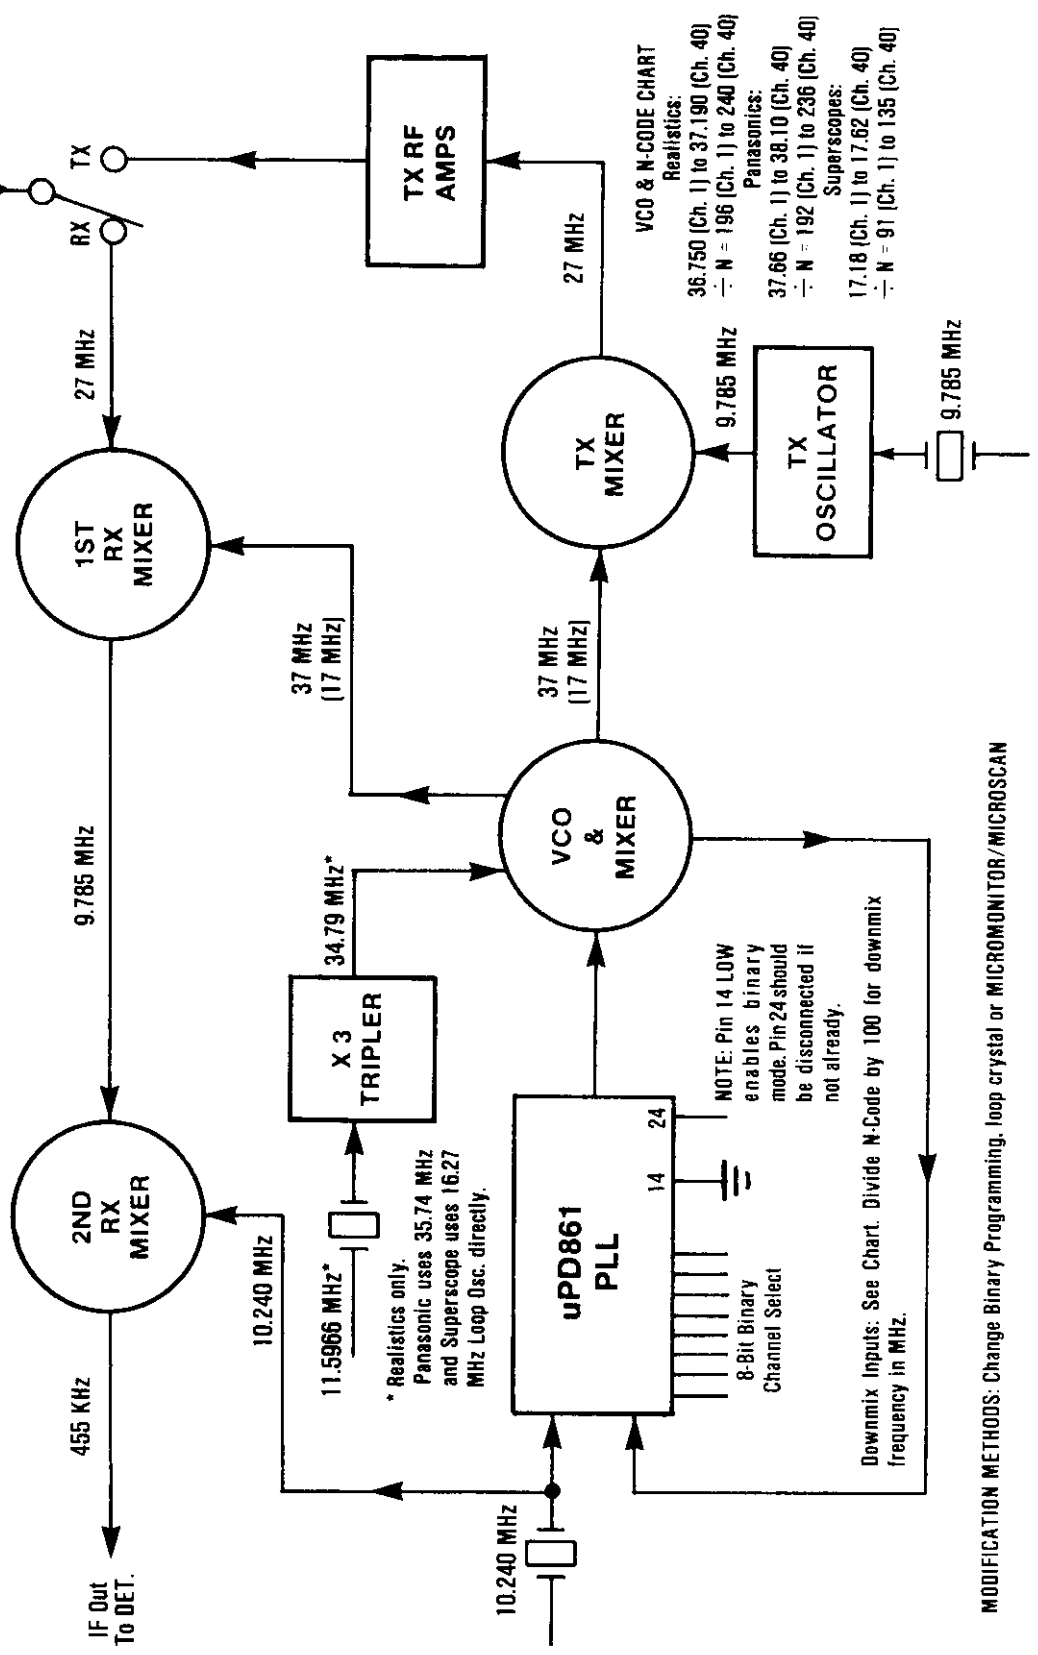 IF Out
To DET.
455 KHz
2ND
RX
MIXER
9.785 MHz
1ST
RX
MIXER
27 MHz
RX
TX
10.240 MHz
11.5966 MHz*
X 3
TRIPLER
34.79 MHz*
* Realistics only.
Panasonic uses 35.74 MHz
and Superscope uses 16.27
MHz Loop Osc. directly.
37 MHz
(17 MHz)
TX RF
AMPS
10.240 MHz
uPD861
PLL
14
24
8-Bit Binary
Channel Select
VCO
&
MIXER
37 MHz
(17 MHz)
TX
MIXER
27 MHz
9.785 MHz
TX
OSCILLATOR
9.785 MHz
NOTE: Pin 14 LOW
enables binary
mode. Pin 24 should
be disconnected if
not already.
VCO & N-CODE CHART
Realistics:
36.750 (Ch. 1) to 37.190 (Ch. 40)
÷ N = 196 (Ch. 1) to 240 (Ch. 40)
Panasonics:
37.66 (Ch. 1) to 38.10 (Ch. 40)
÷ N = 192 (Ch. 1) to 236 (Ch. 40)
Superscopes:
17.18 (Ch. 1) to 17.62 (Ch. 40)
÷ N = 91 (Ch. 1) to 135 (Ch. 40)
Downmix Inputs: See Chart. Divide N-Code by 100 for downmix
frequency in MHz.
MODIFICATION METHODS: Change Binary Programming, loop crystal or MICROMONITOR/MICROSCAN